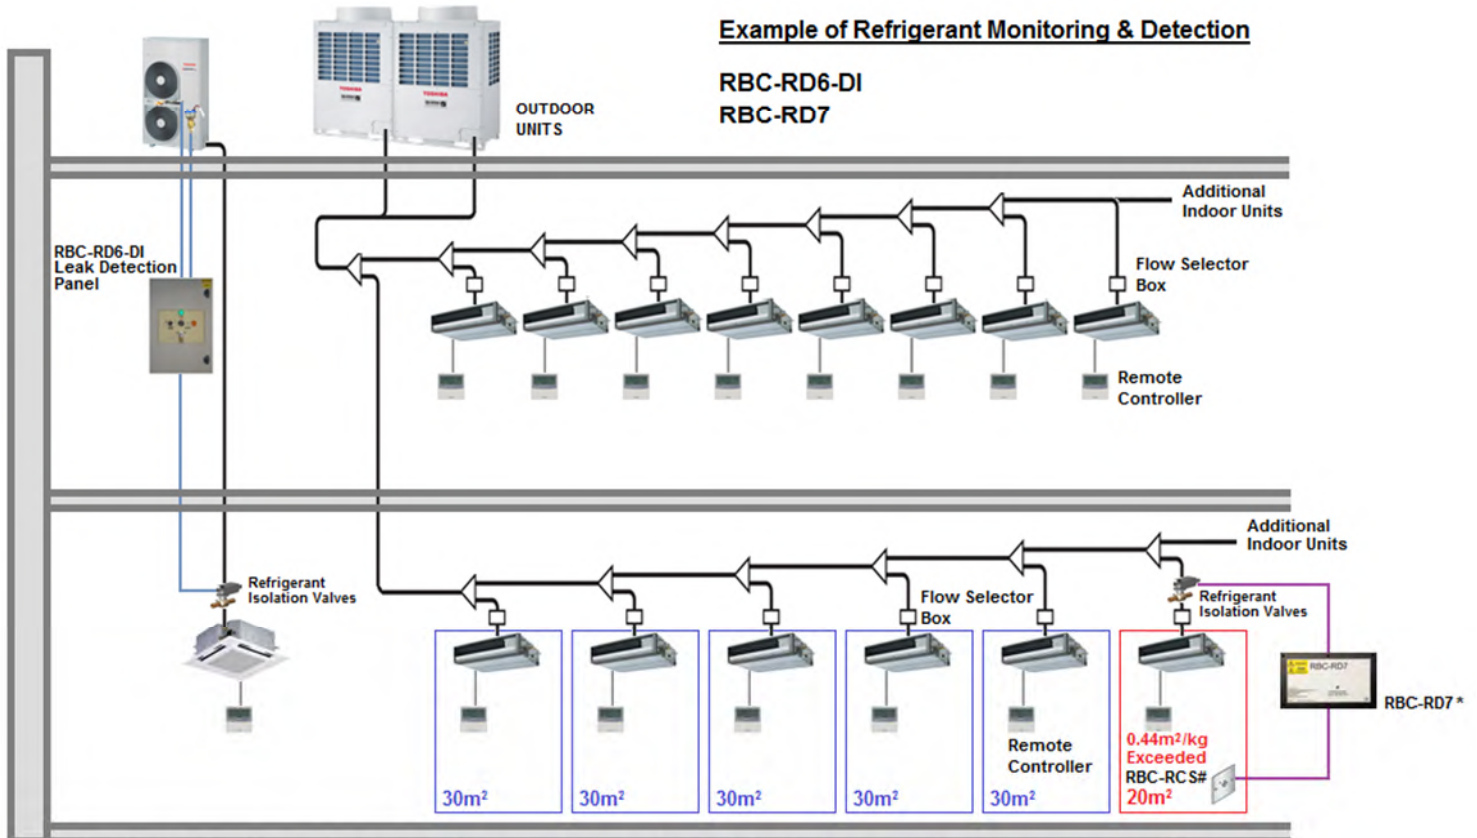 Example of Refrigerant Monitoring & Detection
RBC-RD6-DI
RBC-RD7
OUTDOOR
UNITS
TOSHIBA
TOSHIBA
Additional
Indoor Units
RBC-RD6-DI
Leak Detection
Panel
Flow Selector
Box
Remote
Controller
Additional
Indoor Units
Refrigerant
Isolation Valves
Flow Selector
Box
Refrigerant
Isolation Valves
RBC-RD7
RBC-RD7 *
Remote
Controller
0.44m²/kg
Exceeded
RBC-RCS#
20m²
30m²
30m²
30m²
30m²
30m²